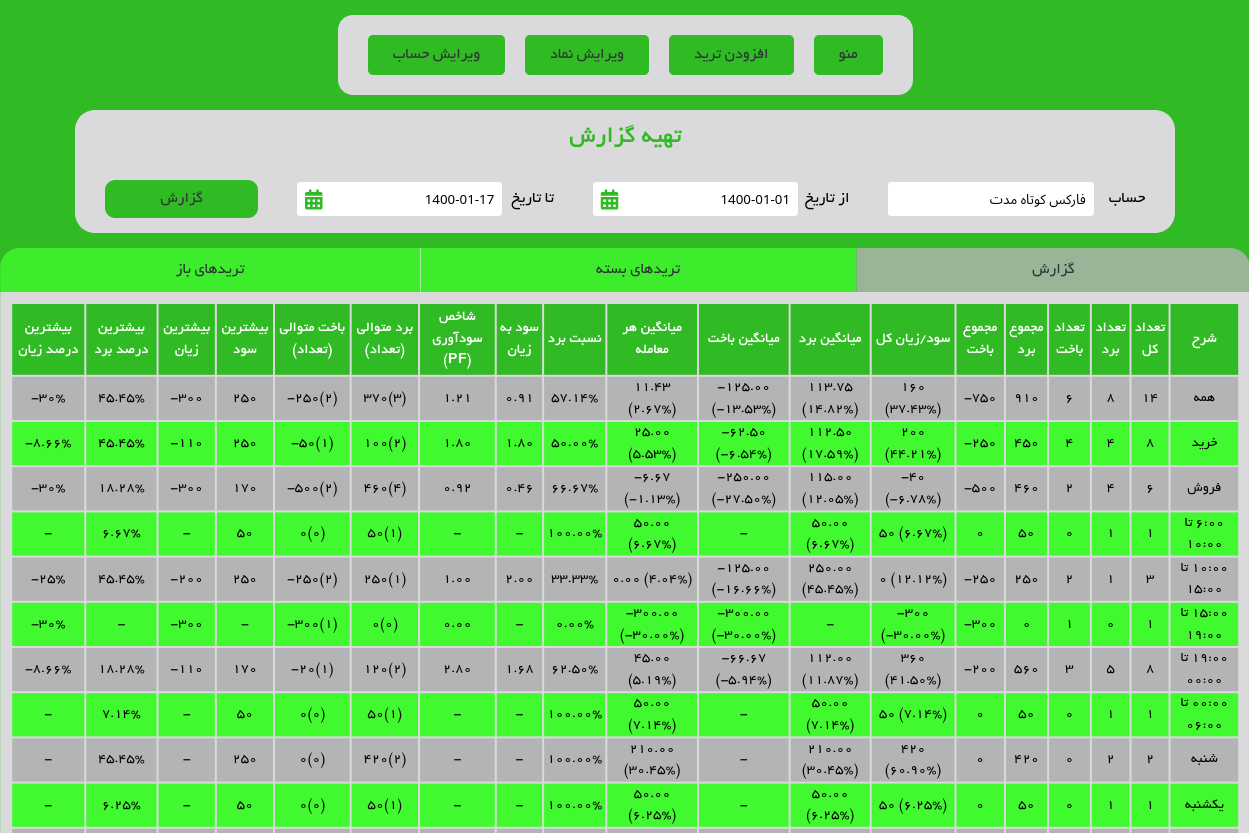 منو افزودن ترید ویرایش نماد ویرایش حساب
تهیه گزارش
حساب فارکس کوتاه مدت از تاریخ 1400-01-01 تا تاریخ 1400-01-17 گزارش
گزارش تریدهای بسته تریدهای باز
شرح تعداد کل تعداد برد تعداد باخت مجموع برد مجموع باخت سود/زیان کل میانگین برد میانگین باخت میانگین هر معامله نسبت برد سود به زیان شاخص سودآوری (PF) برد متوالی (تعداد) باخت متوالی (تعداد) بیشترین سود بیشترین زیان بیشترین درصد برد بیشترین درصد زیان
همه ۱۴ ۸ ۶ ۹۱۰ −۷۵۰ ۱۶۰ (۳۷.۴۳%) ۱۱۳.۷۵ (۱۴.۸۲%) −۱۲۵.۰۰ (−۱۳.۵۳%) ۱۱.۴۳ (۲.۶۷%) ۵۷.۱۴% ۰.۹۱ ۱.۲۱ ۳۷۰(۳) −۲۵۰(۲) ۲۵۰ −۳۰۰ ۴۵.۴۵% −۳۰%
خرید ۸ ۴ ۴ ۴۵۰ −۲۵۰ ۲۰۰ (۴۴.۲۱%) ۱۱۲.۵۰ (۱۷.۵۹%) −۶۲.۵۰ (−۶.۵۴%) ۲۵.۰۰ (۵.۵۳%) ۵۰.۰۰% ۱.۸۰ ۱.۸۰ ۱۰۰(۲) −۵۰(۱) ۲۵۰ −۱۱۰ ۴۵.۴۵% −۸.۶۶%
فروش ۶ ۴ ۲ ۴۶۰ −۵۰۰ −۴۰ (−۶.۷۸%) ۱۱۵.۰۰ (۱۲.۰۵%) −۲۵۰.۰۰ (−۲۷.۵۰%) −۶.۶۷ (−۱.۱۳%) ۶۶.۶۷% ۰.۴۶ ۰.۹۲ ۴۶۰(۴) −۵۰۰(۲) ۱۷۰ −۳۰۰ ۱۸.۲۸% −۳۰%
۶:۰۰ تا ۱۰:۰۰ ۱ ۱ ۰ ۵۰ ۰ ۵۰ (۶.۶۷%) ۵۰.۰۰ (۶.۶۷%) − ۵۰.۰۰ (۶.۶۷%) ۱۰۰.۰۰% − − ۵۰(۱) ۰(۰) ۵۰ − ۶.۶۷% −
۱۰:۰۰ تا ۱۵:۰۰ ۳ ۱ ۲ ۲۵۰ −۲۵۰ ۰ (۱۲.۱۲%) ۲۵۰.۰۰ (۴۵.۴۵%) −۱۲۵.۰۰ (−۱۶.۶۶%) ۰.۰۰ (۴.۰۴%) ۳۳.۳۳% ۲.۰۰ ۱.۰۰ ۲۵۰(۱) −۲۵۰(۲) ۲۵۰ −۲۰۰ ۴۵.۴۵% −۲۵%
۱۵:۰۰ تا ۱۹:۰۰ ۱ ۰ ۱ ۰ −۳۰۰ −۳۰۰ (−۳۰.۰۰%) − −۳۰۰.۰۰ (−۳۰.۰۰%) −۳۰۰.۰۰ (−۳۰.۰۰%) ۰.۰۰% − ۰.۰۰ ۰(۰) −۳۰۰(۱) − −۳۰۰ − −۳۰%
۱۹:۰۰ تا ۰۰:۰۰ ۸ ۵ ۳ ۵۶۰ −۲۰۰ ۳۶۰ (۴۱.۵۰%) ۱۱۲.۰۰ (۱۱.۸۷%) −۶۶.۶۷ (−۵.۹۴%) ۴۵.۰۰ (۵.۱۹%) ۶۲.۵۰% ۱.۶۸ ۲.۸۰ ۱۲۰(۲) −۲۰(۱) ۱۷۰ −۱۱۰ ۱۸.۲۸% −۸.۶۶%
۰۰:۰۰ تا ۰۶:۰۰ ۱ ۱ ۰ ۵۰ ۰ ۵۰ (۷.۱۴%) ۵۰.۰۰ (۷.۱۴%) − ۵۰.۰۰ (۷.۱۴%) ۱۰۰.۰۰% − − ۵۰(۱) ۰(۰) ۵۰ − ۷.۱۴% −
شنبه ۲ ۲ ۰ ۴۲۰ ۰ ۴۲۰ (۶۰.۹۰%) ۲۱۰.۰۰ (۳۰.۴۵%) − ۲۱۰.۰۰ (۳۰.۴۵%) ۱۰۰.۰۰% − − ۴۲۰(۲) ۰(۰) ۲۵۰ − ۴۵.۴۵% −
یکشنبه ۱ ۱ ۰ ۵۰ ۰ ۵۰ (۶.۲۵%) ۵۰.۰۰ (۶.۲۵%) − ۵۰.۰۰ (۶.۲۵%) ۱۰۰.۰۰% − − ۵۰(۱) ۰(۰) ۵۰ − ۶.۲۵% −